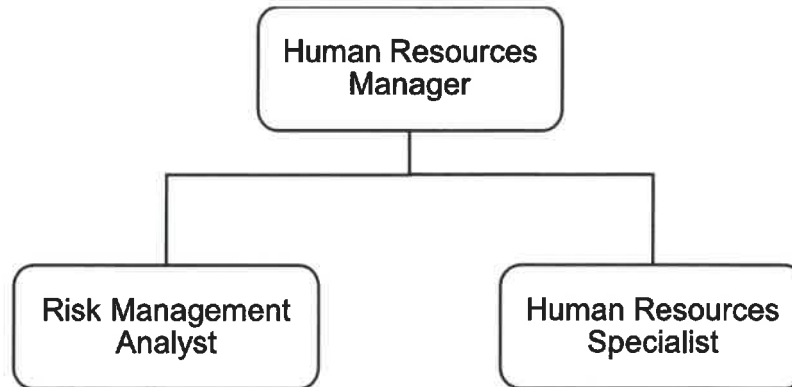 Human Resources
Manager
Risk Management
Analyst
Human Resources
Specialist